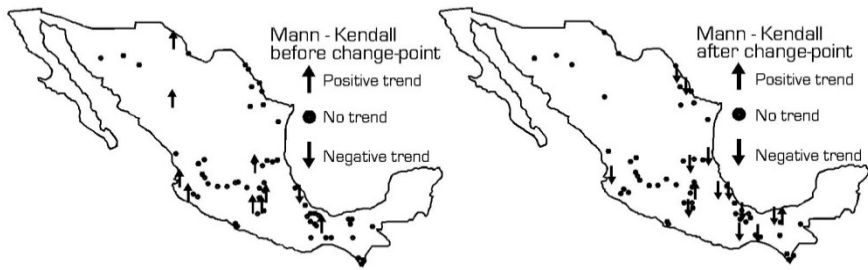 Mann - Kendall
before change-point
Positive trend
No trend
Negative trend
Mann - Kendall
after change-point
Positive trend
No trend
Negative trend